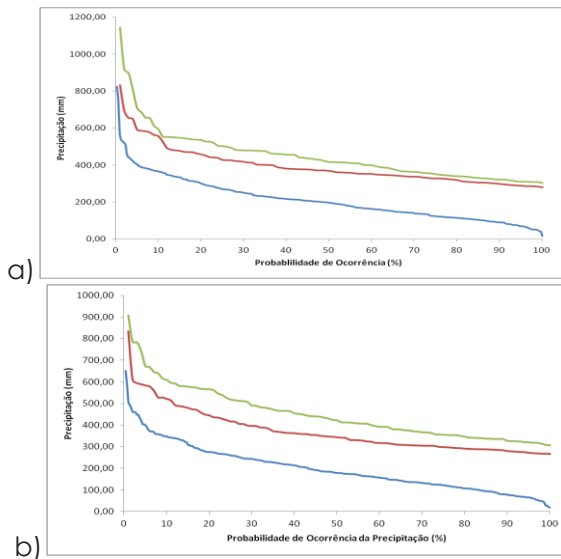 1200,00
1000,00
800,00
600,00
400,00
200,00
0,00
Precipitação (mm)
0 10 20 30 40 50 60 70 80 90 100
Probablilidade de Ocorrência (%)
a)
1000,00
900,00
800,00
700,00
600,00
500,00
400,00
300,00
200,00
100,00
0,00
Precipitação (mm)
0 10 20 30 40 50 60 70 80 90 100
Probabilidade de Ocorrência da Precipitação (%)
b)